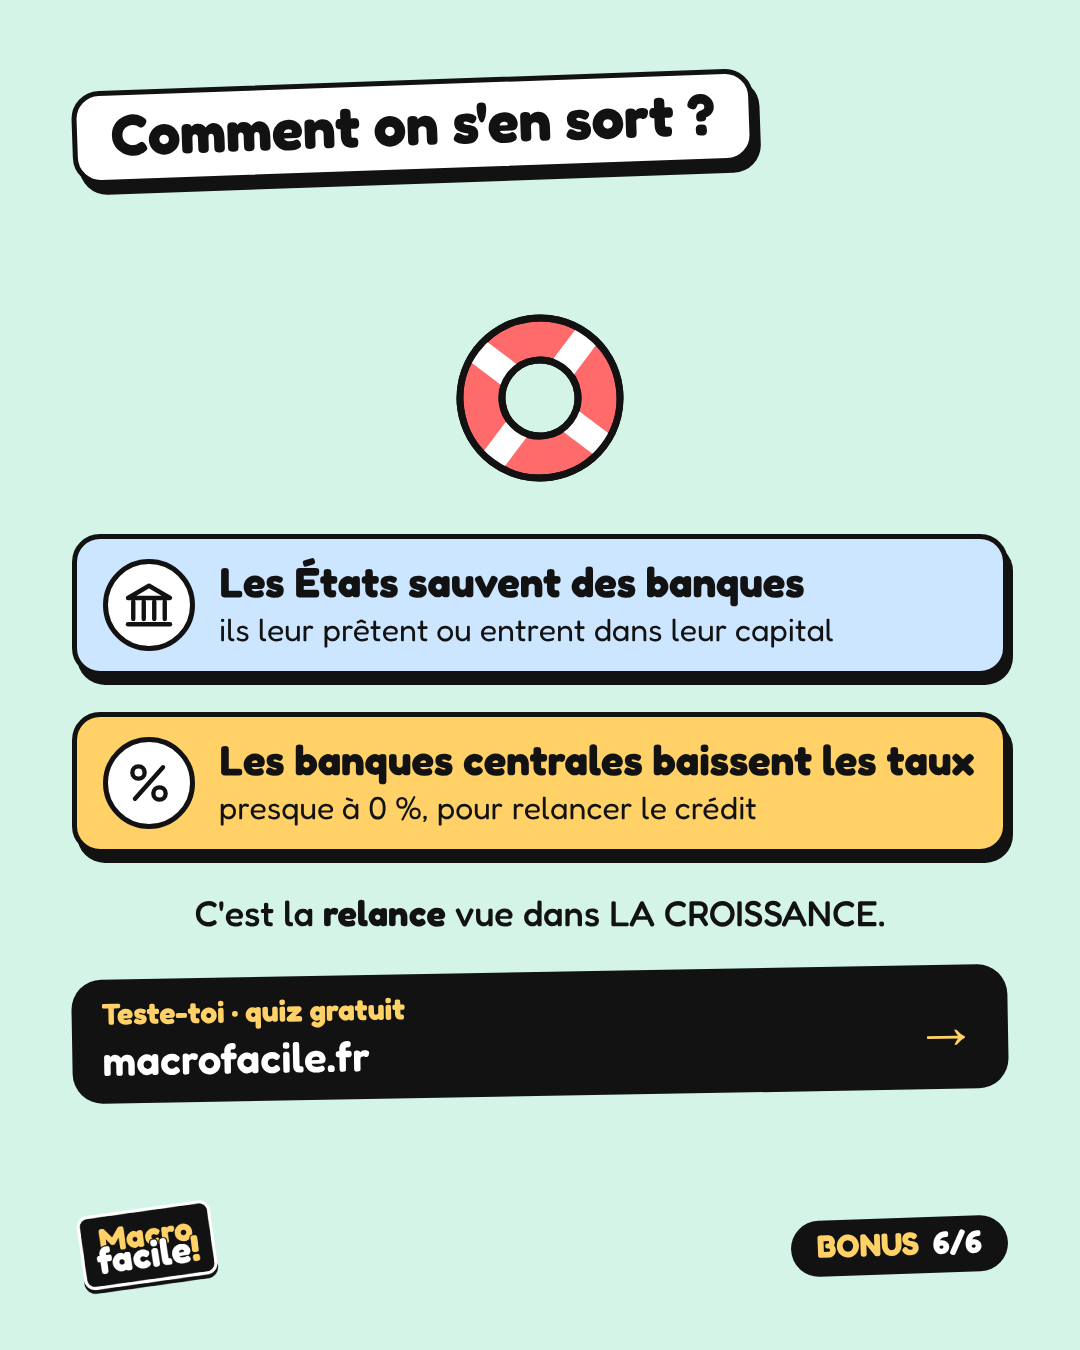 Comment on s'en sort ?
Les États sauvent des banques
ils leur prêtent ou entrent dans leur capital
%
Les banques centrales baissent les taux
presque à 0 %, pour relancer le crédit
C'est la relance vue dans LA CROISSANCE.
Teste-toi · quiz gratuit
macrofacile.fr
→
Macro
facile!
BONUS 6/6